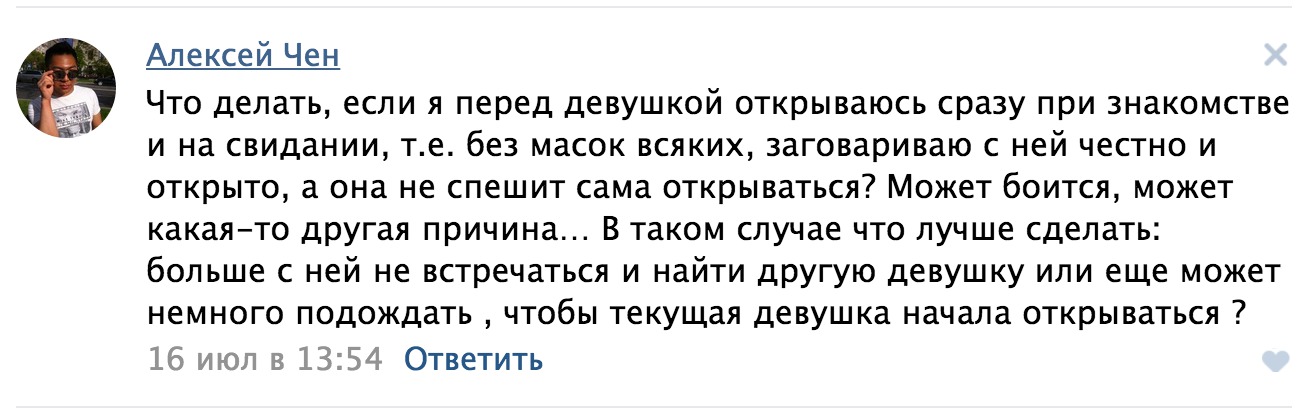 Алексей Чен
Что делать, если я перед девушкой открываюсь сразу при знакомстве
и на свидании, т.е. без масок всяких, заговариваю с ней честно и
открыто, а она не спешит сама открываться? Может боится, может
какая-то другая причина... В таком случае что лучше сделать:
больше с ней не встречаться и найти другую девушку или еще может
немного подождать , чтобы текущая девушка начала открываться ?
16 июл в 13:54 Ответить